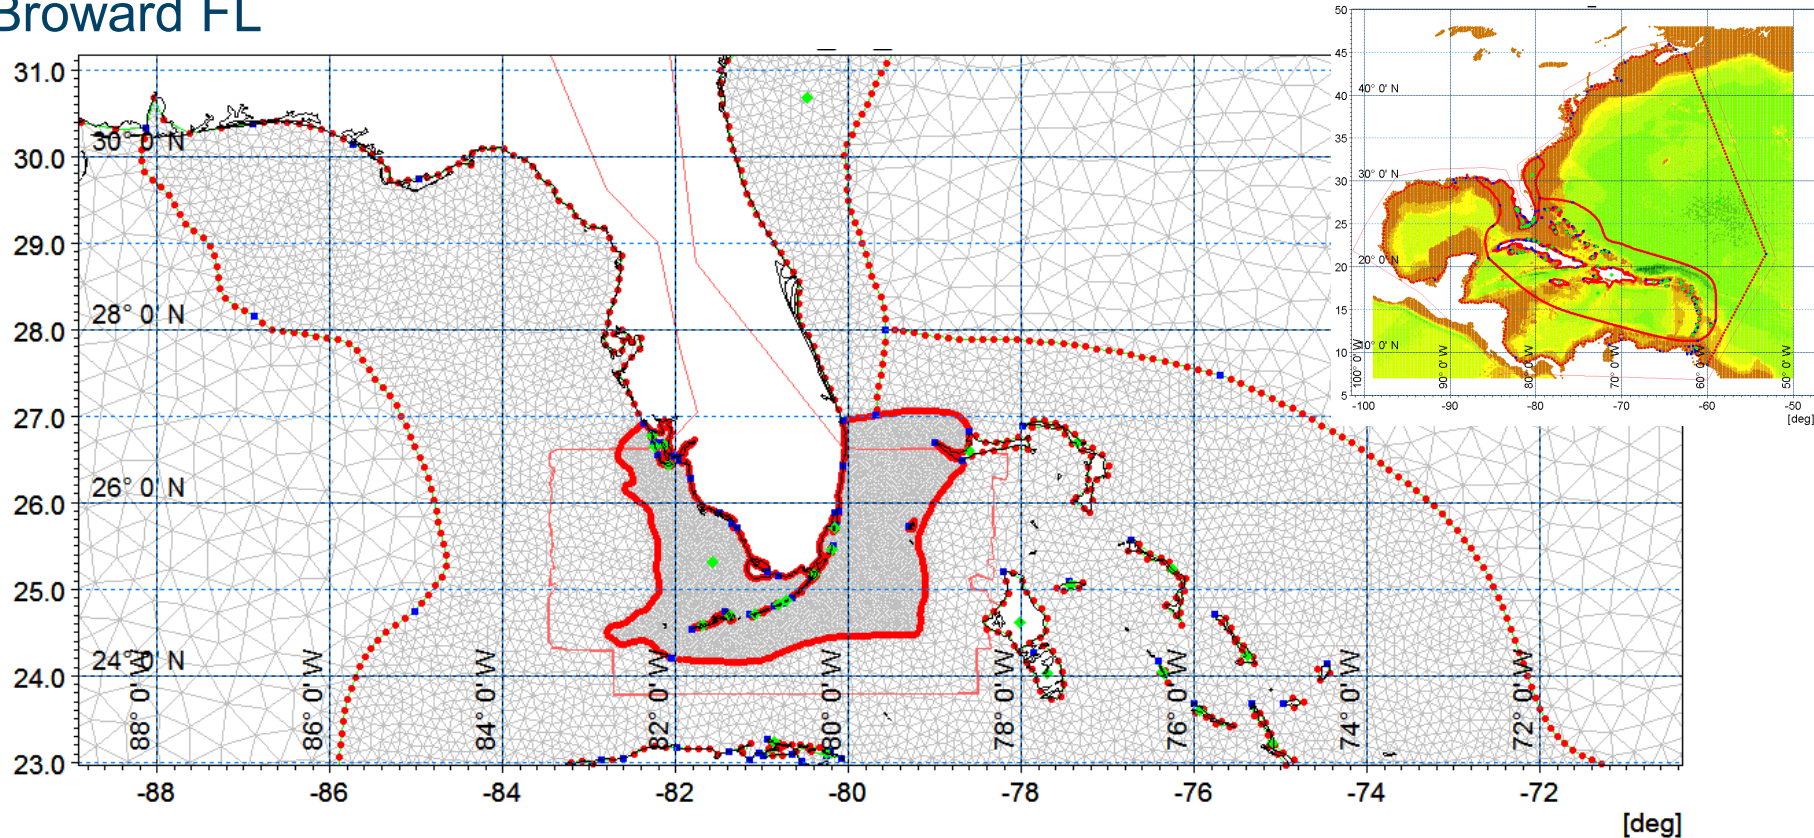 Broward FL
31.0
30.0
29.0
28.0
27.0
26.0
25.0
24.0
23.0
30° 0' N
28° 0' N
26° 0' N
24° 0' N
88° 0' W
86° 0' W
84° 0' W
82° 0' W
80° 0' W
78° 0' W
76° 0' W
74° 0' W
72° 0' W
-88
-86
-84
-82
-80
-78
-76
-74
-72
[deg]
50
45
40
35
30
25
20
15
10
5
40° 0' N
30° 0' N
20° 0' N
10° 0' N
100° 0' W
90° 0' W
80° 0' W
70° 0' W
60° 0' W
50° 0' W
-100
-90
-80
-70
-60
-50
[deg]